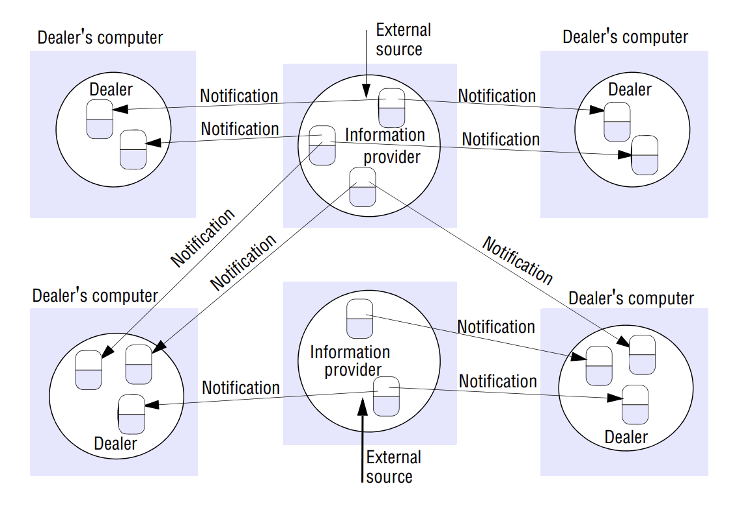 Dealer's computer
External
source
Dealer's computer
Dealer
Notification
Notification
Dealer
Notification
Information
provider
Notification
Notification
Notification
Notification
Dealer's computer
Dealer's computer
Information
provider
Notification
Notification
Notification
Dealer
Dealer
External
source